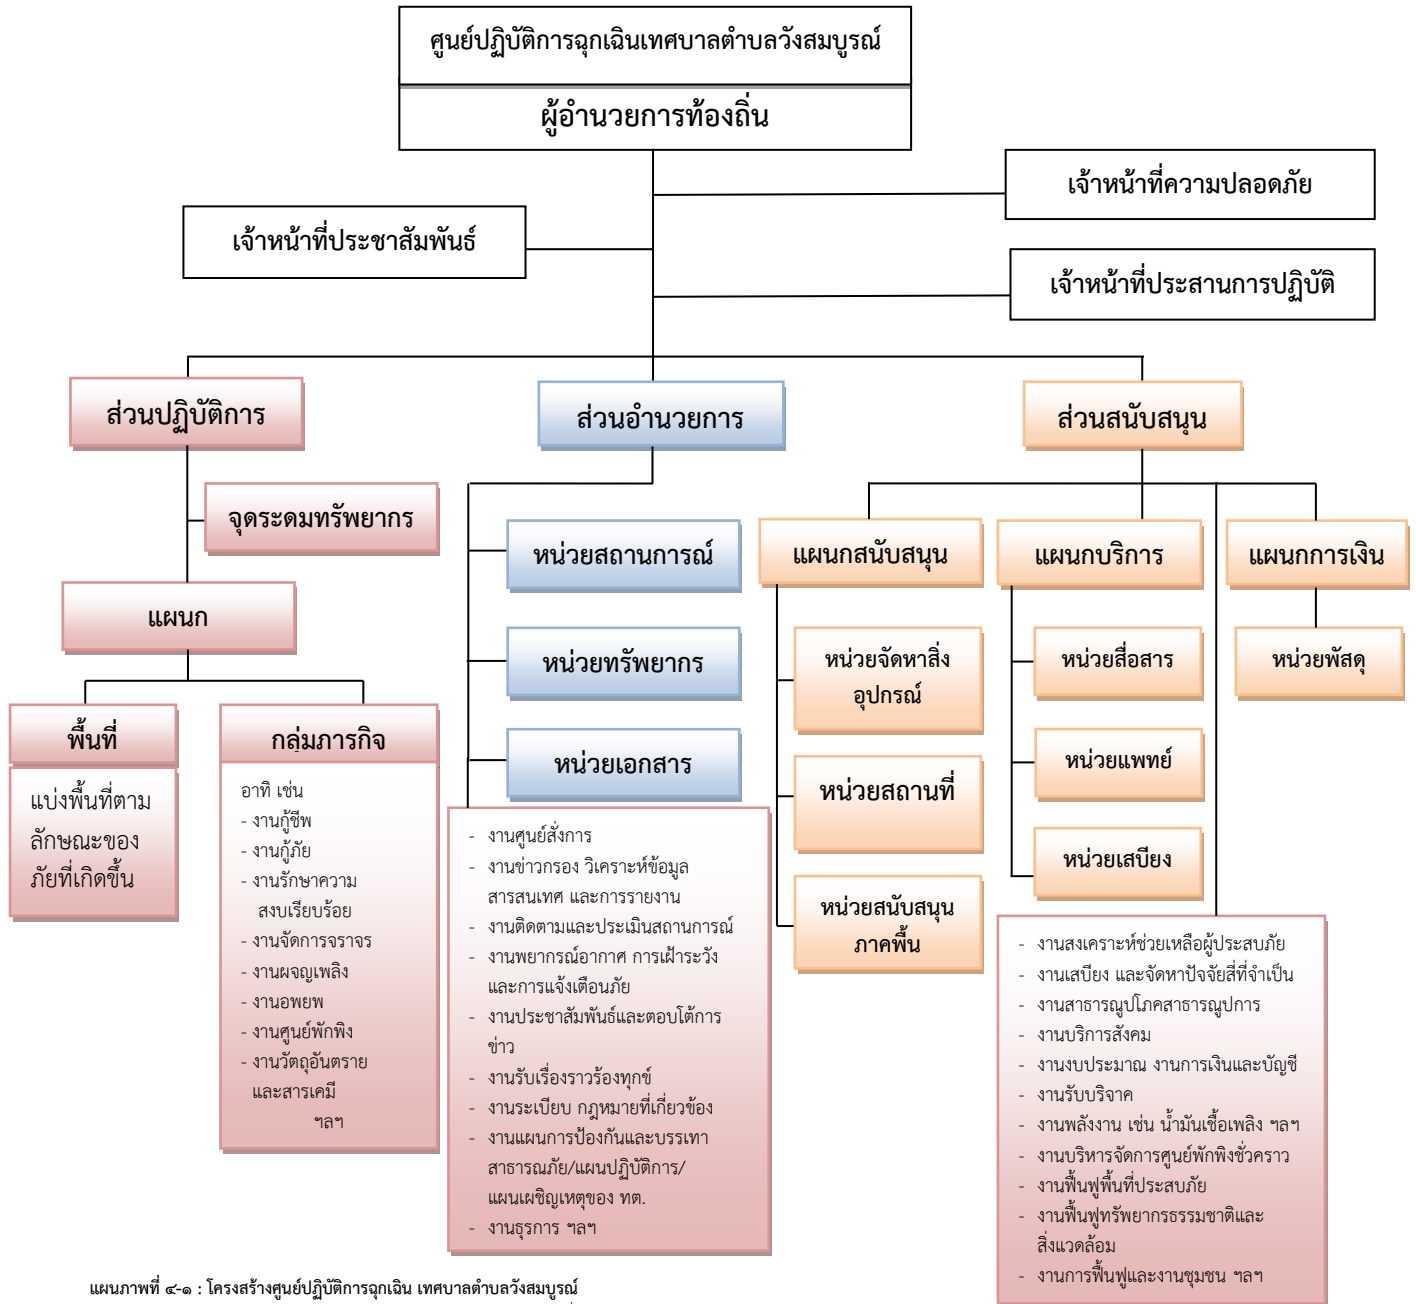 ศูนย์ปฏิบัติการฉุกเฉินเทศบาลตำบลวังสมบูรณ์
ผู้อำนวยการท้องถิ่น
เจ้าหน้าที่ความปลอดภัย
เจ้าหน้าที่ประชาสัมพันธ์
เจ้าหน้าที่ประสานการปฏิบัติ
ส่วนปฏิบัติการ
จุดระดมทรัพยากร
แผนก
พื้นที่
แบ่งพื้นที่ตาม
ลักษณะของ
ภัยที่เกิดขึ้น
กลุ่มภารกิจ
อาทิ เช่น
- งานกู้ชีพ
- งานกู้ภัย
- งานรักษาความ
สงบเรียบร้อย
- งานจัดการจราจร
- งานผจญเพลิง
- งานอพยพ
- งานศูนย์พักพิง
- งานวัตถุอันตราย
และสารเคมี
ฯลฯ
ส่วนอำนวยการ
หน่วยสถานการณ์
หน่วยทรัพยากร
หน่วยเอกสาร
- งานศูนย์สั่งการ
- งานข่าวกรอง วิเคราะห์ข้อมูล
สารสนเทศ และการรายงาน
- งานติดตามและประเมินสถานการณ์
- งานพยากรณ์อากาศ การเฝ้าระวัง
และการแจ้งเตือนภัย
- งานประชาสัมพันธ์และตอบโต้การ
ข่าว
- งานรับเรื่องราวร้องทุกข์
- งานระเบียบ กฎหมายที่เกี่ยวข้อง
- งานแผนการป้องกันและบรรเทา
สาธารณภัย/แผนปฏิบัติการ/
แผนเผชิญเหตุของ ทต.
- งานธุรการ ฯลฯ
ส่วนสนับสนุน
แผนกสนับสนุน
หน่วยจัดหาสิ่ง
อุปกรณ์
หน่วยสถานที่
หน่วยสนับสนุน
ภาคพื้น
แผนกบริการ
หน่วยสื่อสาร
หน่วยแพทย์
หน่วยเสบียง
แผนกการเงิน
หน่วยพัสดุ
- งานสงเคราะห์ช่วยเหลือผู้ประสบภัย
- งานเสบียง และจัดหาปัจจัยสี่ที่จำเป็น
- งานสาธารณูปโภคสาธารณูปการ
- งานบริการสังคม
- งานงบประมาณ งานการเงินและบัญชี
- งานรับบริจาค
- งานพลังงาน เช่น น้ำมันเชื้อเพลิง ฯลฯ
- งานบริหารจัดการศูนย์พักพิงชั่วคราว
- งานฟื้นฟูพื้นที่ประสบภัย
- งานฟื้นฟูทรัพยากรธรรมชาติและ
สิ่งแวดล้อม
- งานการฟื้นฟูและงานชุมชน ฯลฯ
แผนภาพที่ ๔-๑ : โครงสร้างศูนย์ปฏิบัติการฉุกเฉิน เทศบาลตำบลวังสมบูรณ์